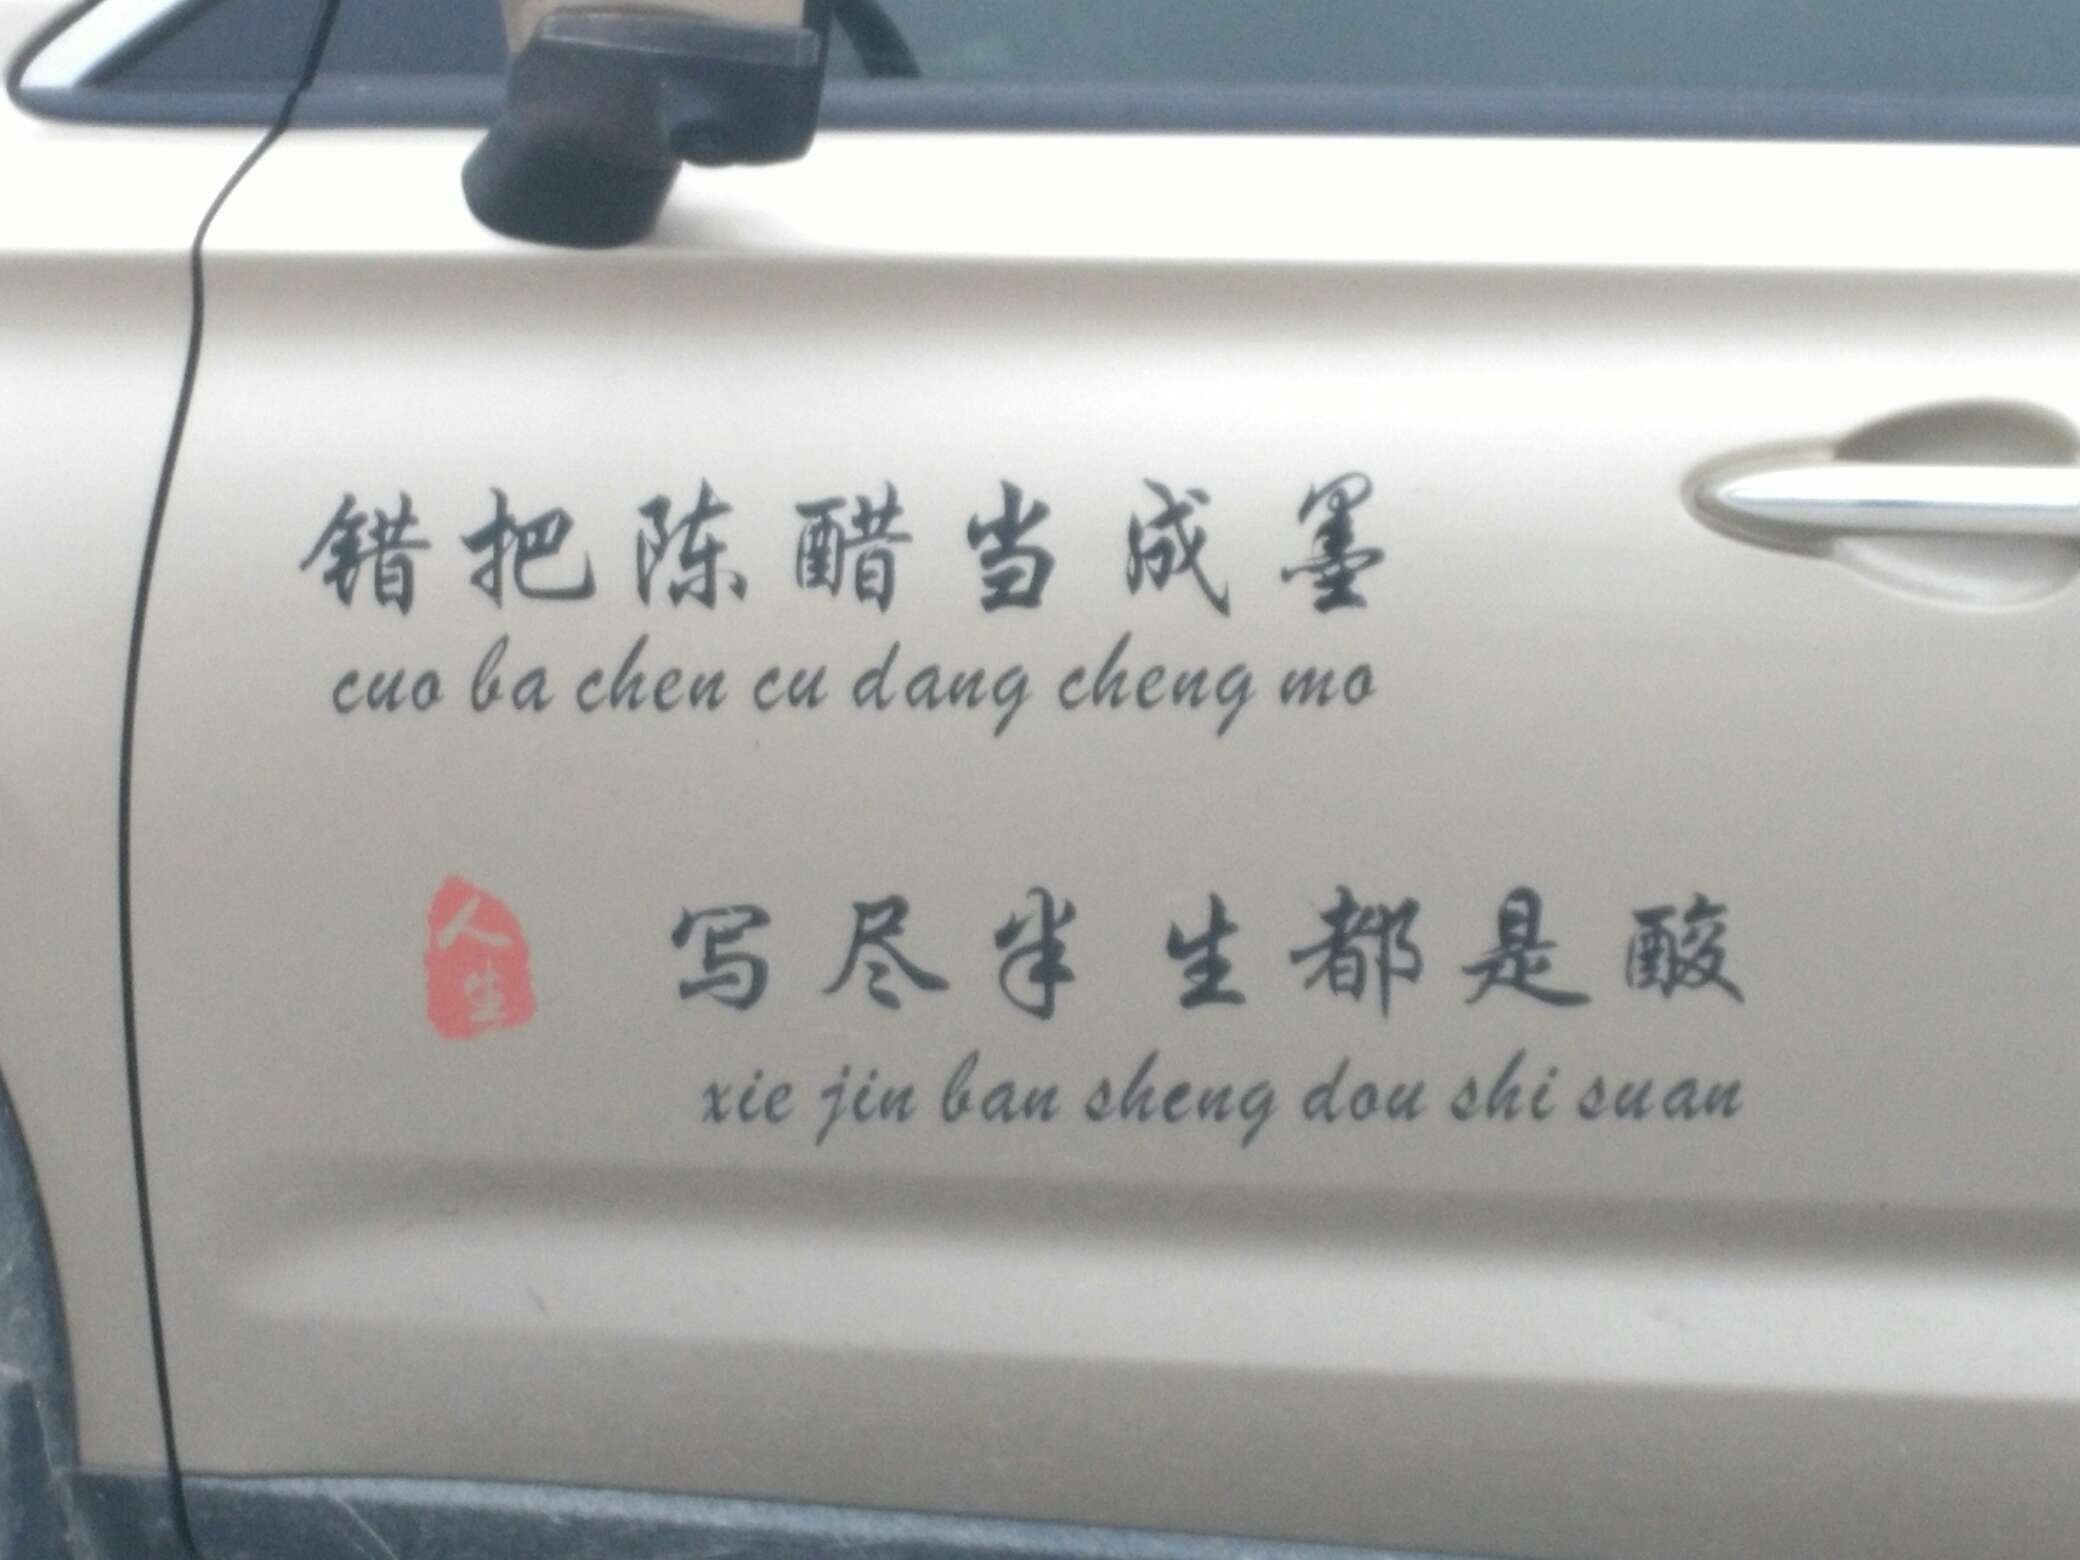 错把陈醋当成墨
cuo ba chen cu dang cheng mo
人生
写尽半生都是酸
xie jin ban sheng dou shi suan